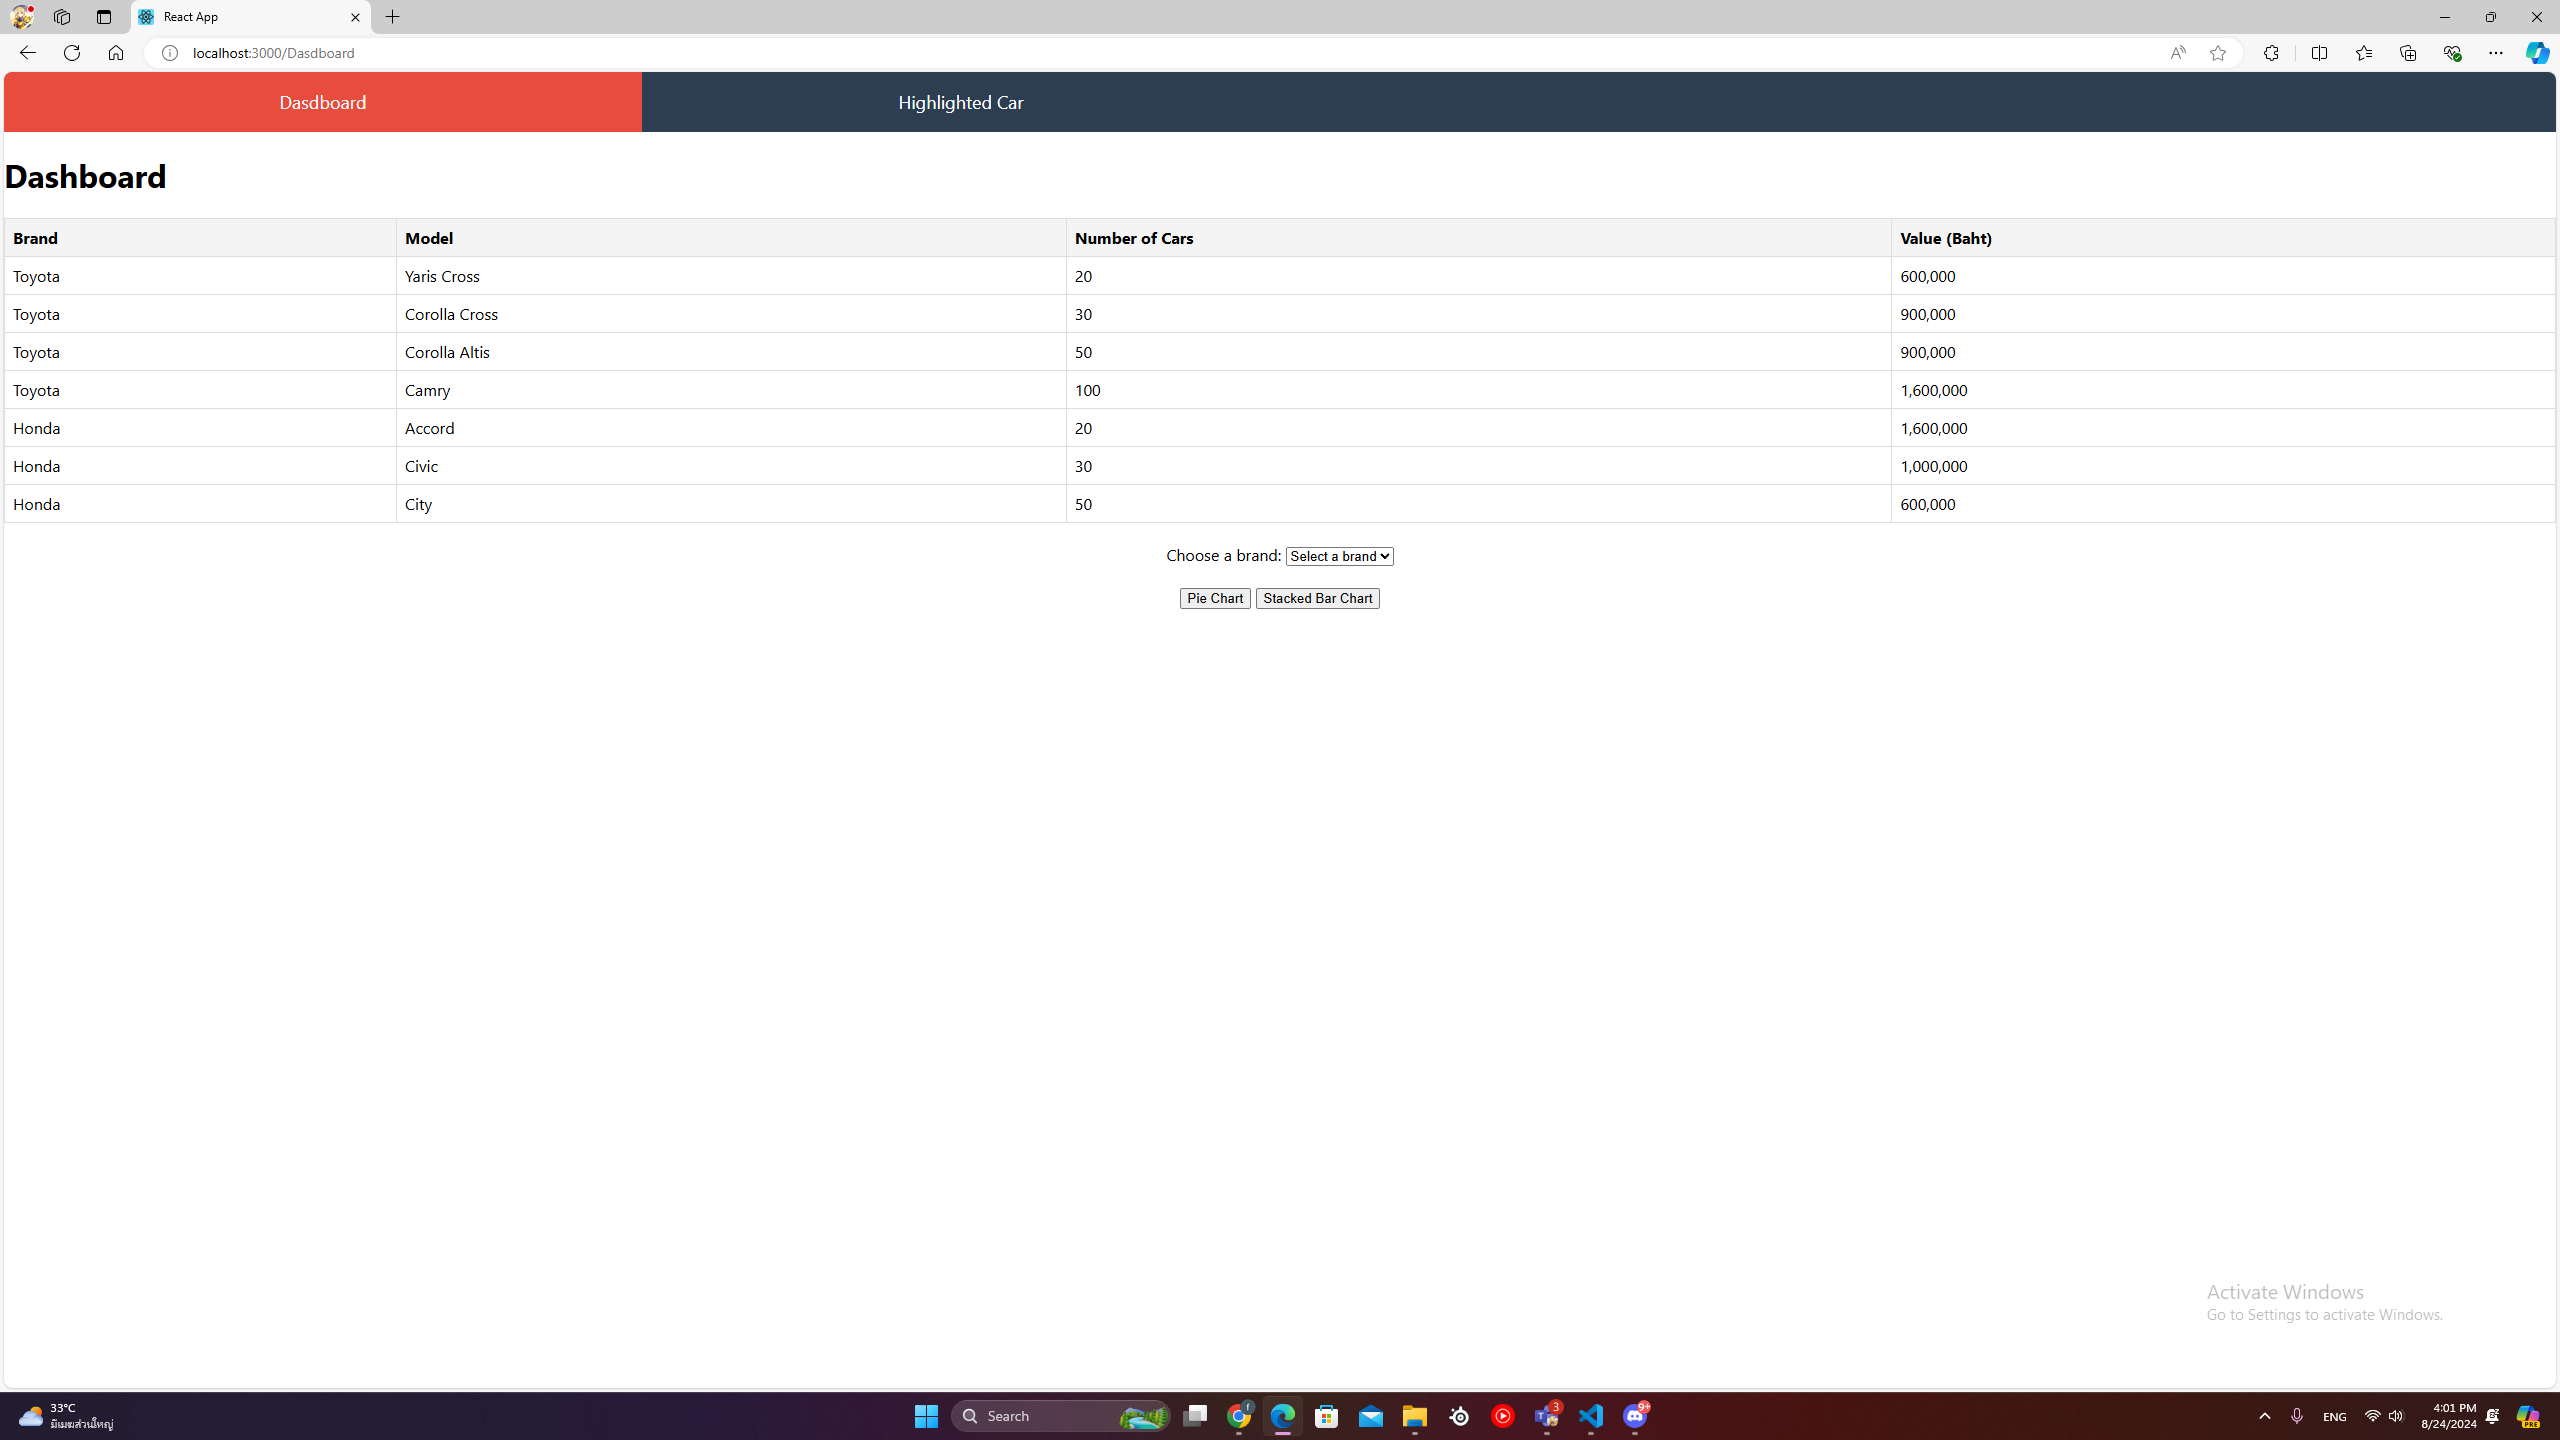 React App
localhost:3000/Dasdboard
Dasdboard Highlighted Car
Dashboard
Brand Model Number of Cars Value (Baht)
Toyota Yaris Cross 20 600,000
Toyota Corolla Cross 30 900,000
Toyota Corolla Altis 50 900,000
Toyota Camry 100 1,600,000
Honda Accord 20 1,600,000
Honda Civic 30 1,000,000
Honda City 50 600,000
Choose a brand: Select a brand
Pie Chart Stacked Bar Chart
Activate Windows
Go to Settings to activate Windows.
33°C
มีเมฆส่วนใหญ่
Search
3
9+
ENG
4:01 PM
8/24/2024
PRE